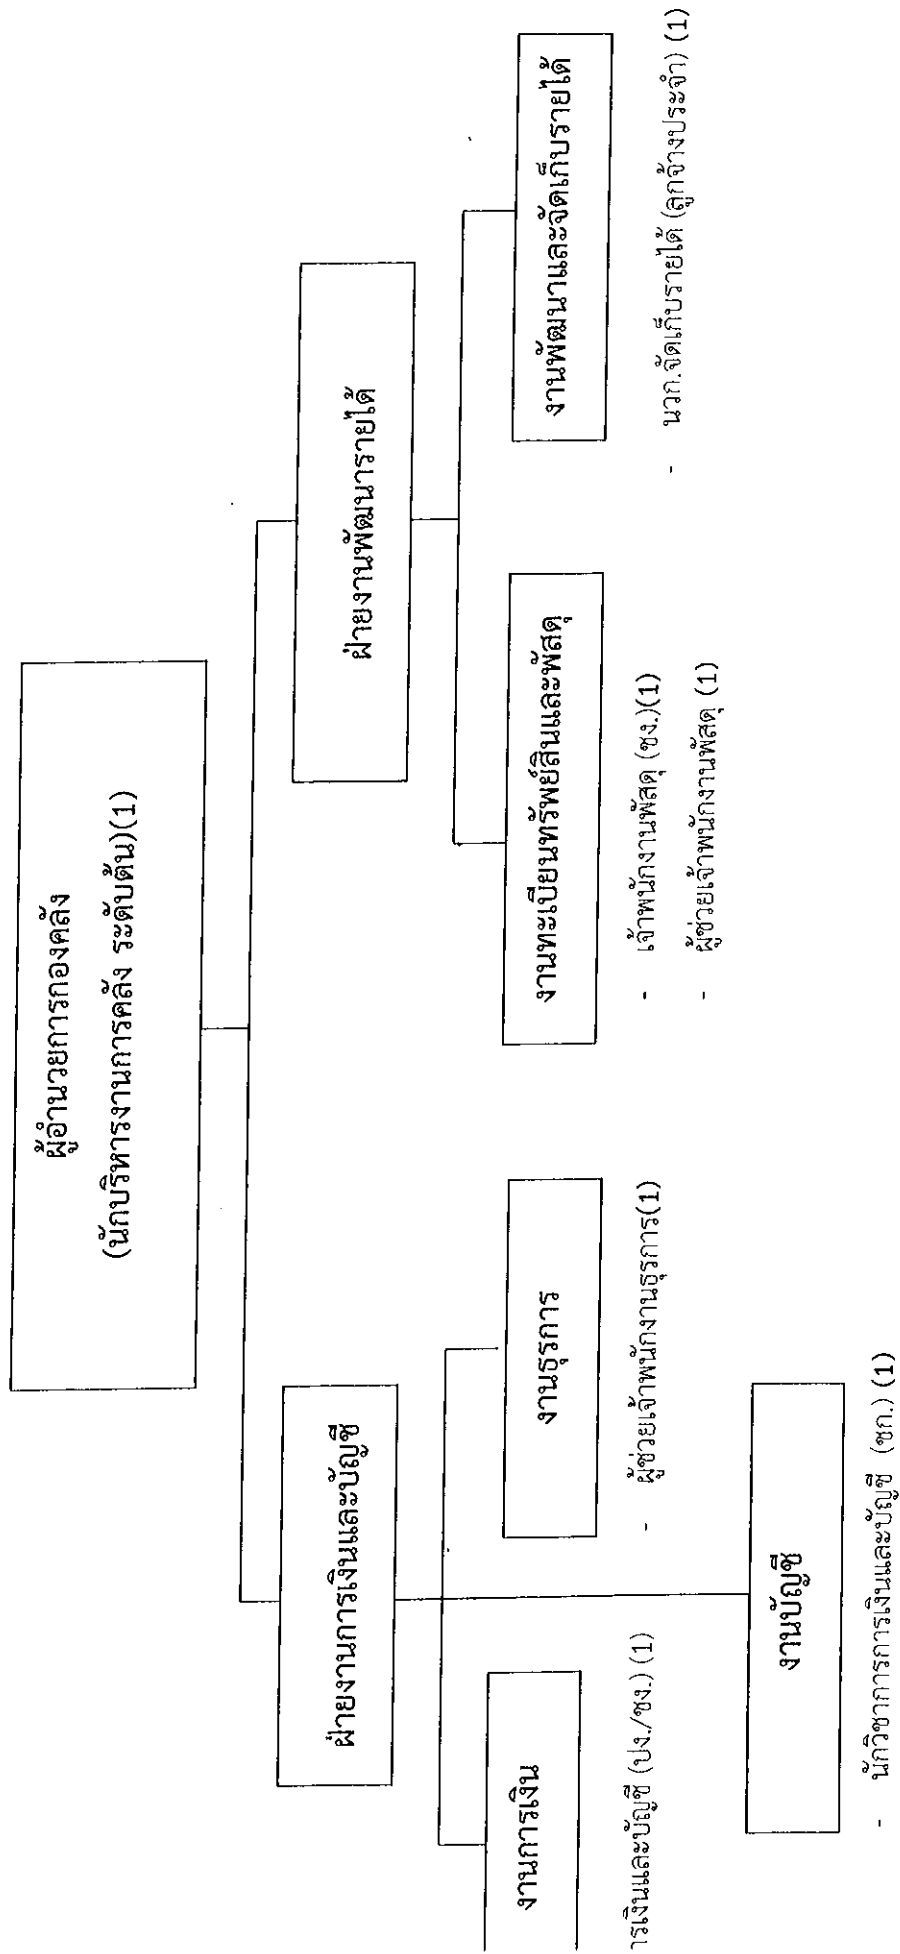 ผู้อำนวยการกองคลัง
(นักบริหารงานการคลัง ระดับต้น)(1)
ฝ่ายงานการเงินและบัญชี
ฝ่ายงานพัฒนารายได้
งานการเงิน
งานธุรการ
งานทะเบียนทรัพย์สินและพัสดุ
งานพัฒนาและจัดเก็บรายได้
ารเงินและบัญชี (ปง./ชง.) (1)
- ผู้ช่วยเจ้าพนักงานธุรการ(1)
- เจ้าพนักงานพัสดุ (ชง.)(1)
- ผู้ช่วยเจ้าพนักงานพัสดุ (1)
- นวก.จัดเก็บรายได้ (ลูกจ้างประจำ) (1)
งานบัญชี
- นักวิชาการการเงินและบัญชี (ชก.) (1)